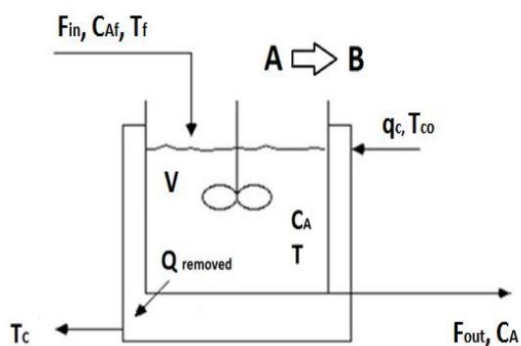 Fin, CAf, Tf
A B
qc, Tco
V
CA
T
Q removed
Tc
Fout, CA